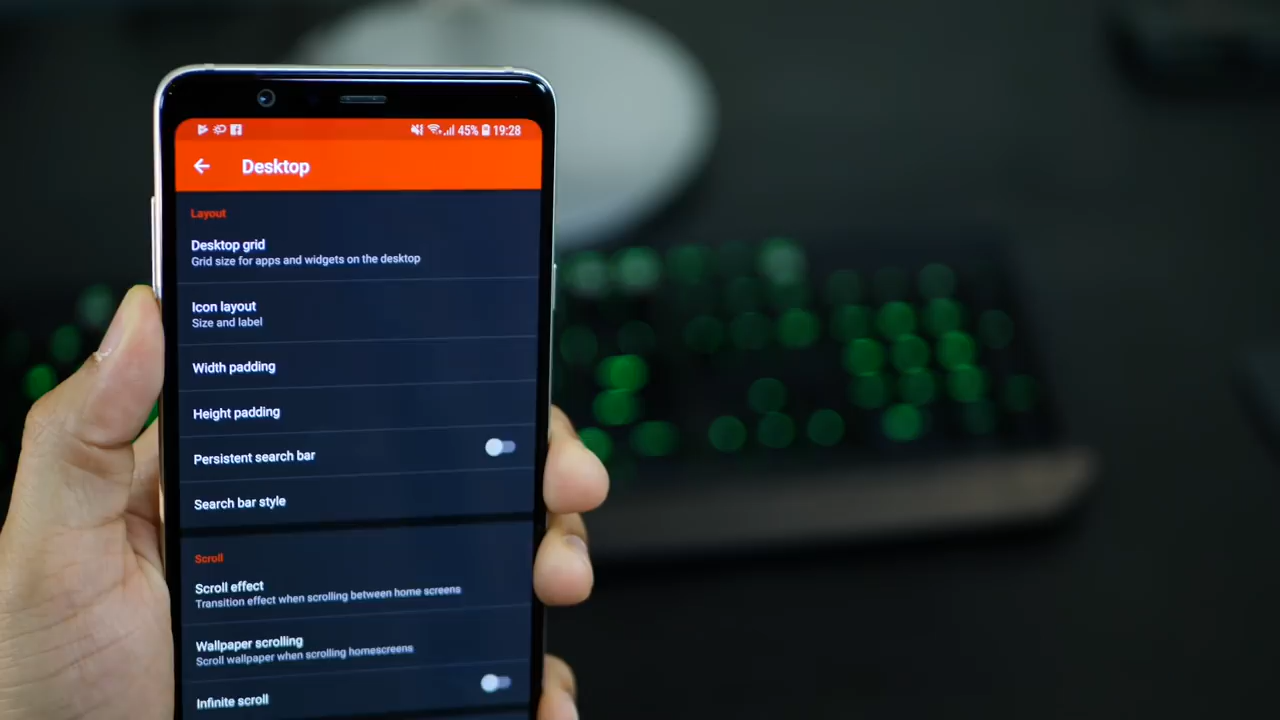 45% 19:28
Desktop
Layout
Desktop grid
Grid size for apps and widgets on the desktop
Icon layout
Size and label
Width padding
Height padding
Persistent search bar
Search bar style
Scroll
Scroll effect
Transition effect when scrolling between home screens
Wallpaper scrolling
Scroll wallpaper when scrolling homescreens
Infinite scroll